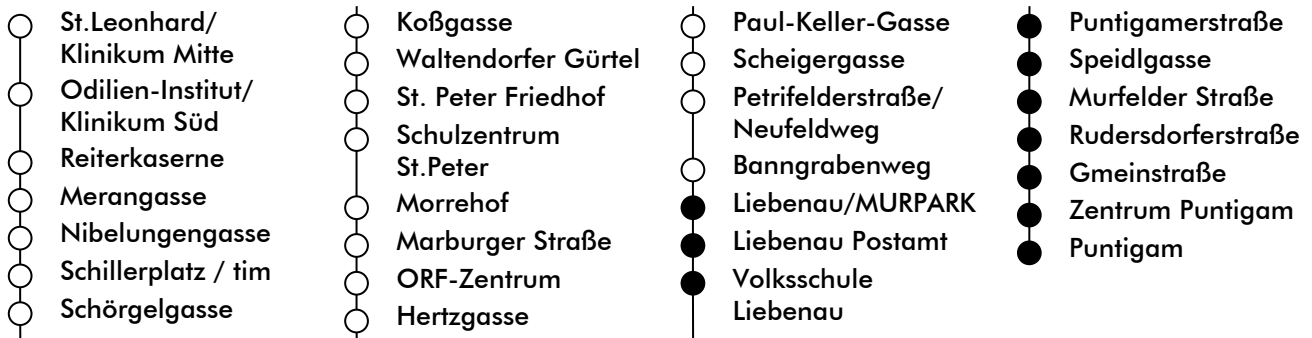 St.Leonhard/
Klinikum Mitte
Odilien-Institut/
Klinikum Süd
Reiterkaserne
Merangasse
Nibelungengasse
Schillerplatz / tim
Schörgelgasse
Koßgasse
Waltendorfer Gürtel
St. Peter Friedhof
Schulzentrum
St.Peter
Morrehof
Marburger Straße
ORF-Zentrum
Hertzgasse
Paul-Keller-Gasse
Scheigergasse
Petrifelderstraße/
Neufeldweg
Banngrabenweg
Liebenau/MURPARK
Liebenau Postamt
Volksschule
Liebenau
Puntigamerstraße
Speidlgasse
Murfelder Straße
Rudersdorferstraße
Gmeinstraße
Zentrum Puntigam
Puntigam